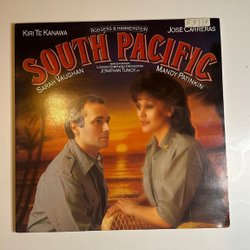 KIRI TE KANAWA
JOSÉ CARRERAS
RODGERS & HAMMERSTEIN
SOUTH PACIFIC
SARAH VAUGHAN
MANDY PATINKIN
LONDON SYMPHONY ORCHESTRA
JONATHAN TUNICK